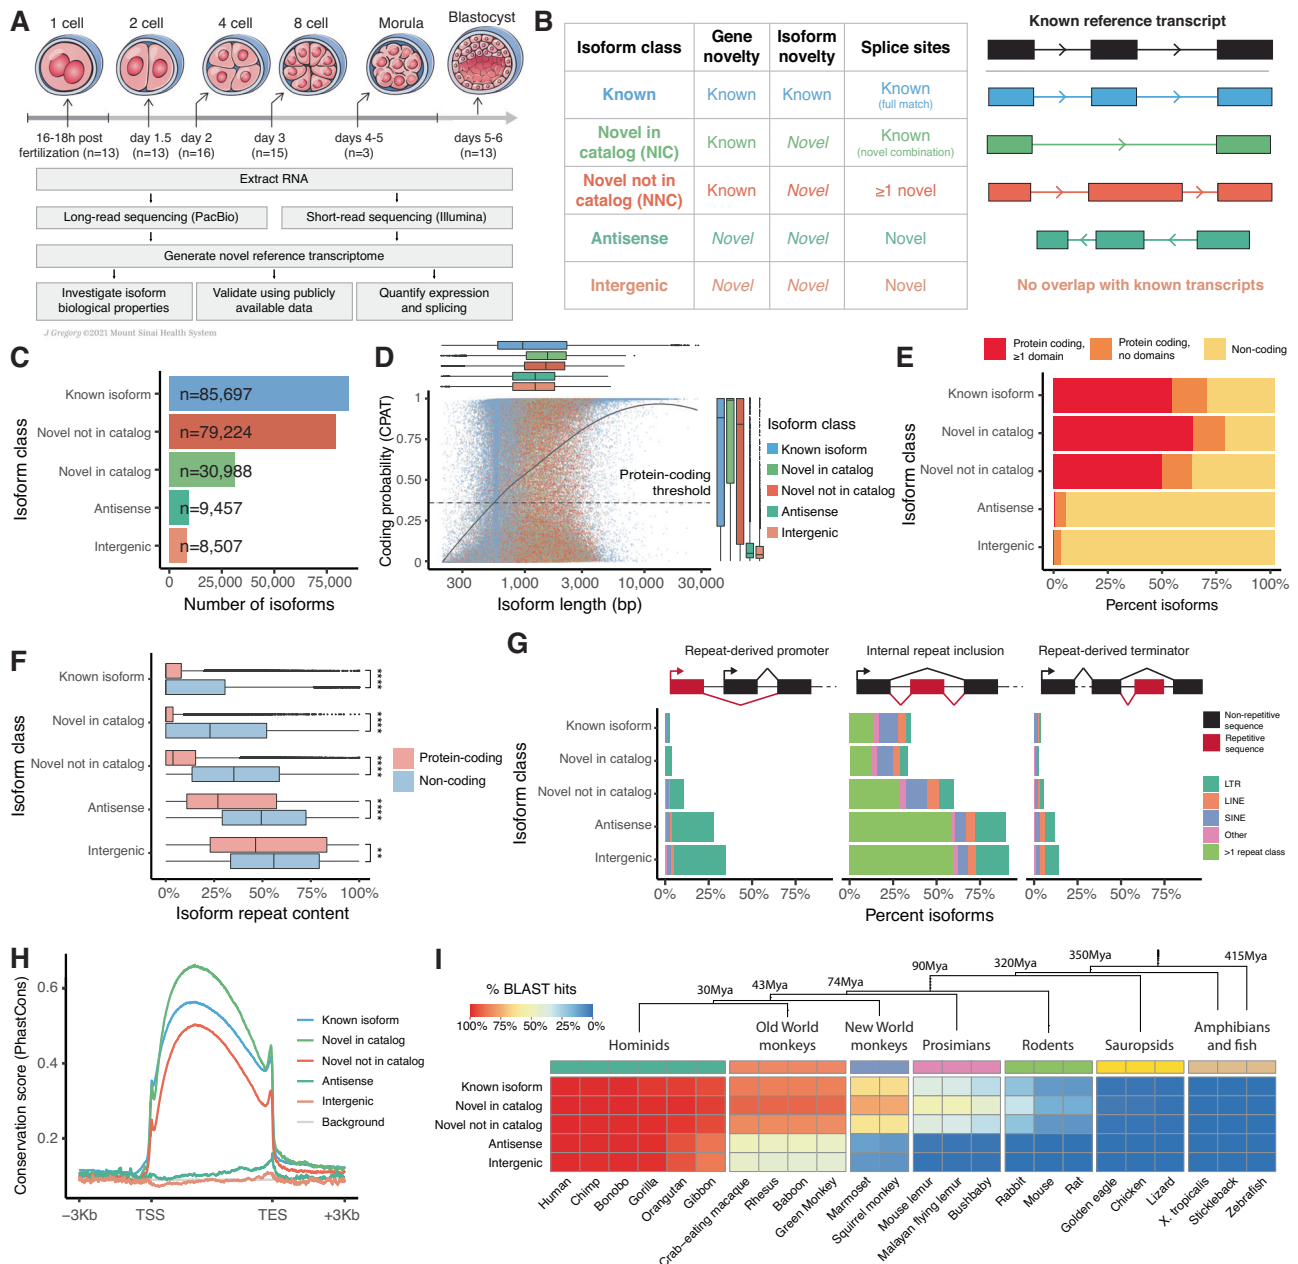 A
1 cell
2 cell
4 cell
8 cell
Morula
Blastocyst
16-18h post
fertilization (n=13)
day 1.5
(n=13)
day 2
(n=16)
day 3
(n=15)
days 4-5
(n=3)
days 5-6
(n=13)
Extract RNA
Long-read sequencing (PacBio)
Short-read sequencing (Illumina)
Generate novel reference transcriptome
Investigate isoform
biological properties
Validate using publicly
available data
Quantify expression
and splicing
J Gregory ©2021 Mount Sinai Health System
B
Isoform class
Gene
novelty
Isoform
novelty
Splice sites
Known
Known
Known
Known
(full match)
Novel in
catalog (NIC)
Known
Novel
Known
(novel combination)
Novel not in
catalog (NNC)
Known
Novel
≥1 novel
Antisense
Novel
Novel
Novel
Intergenic
Novel
Novel
Novel
Known reference transcript
No overlap with known transcripts
C
Isoform class
Known isoform
n=85,697
Novel not in catalog
n=79,224
Novel in catalog
n=30,988
Antisense
n=9,457
Intergenic
n=8,507
0
25,000
50,000
75,000
Number of isoforms
D
Coding probability (CPAT)
1
0.75
0.50
0.25
0
Protein-coding
threshold
300
1,000
3,000
10,000
30,000
Isoform length (bp)
Isoform class
Known isoform
Novel in catalog
Novel not in catalog
Antisense
Intergenic
E
Protein coding,
≥1 domain
Protein coding,
no domains
Non-coding
Isoform class
Known isoform
Novel in catalog
Novel not in catalog
Antisense
Intergenic
0%
25%
50%
75%
100%
Percent isoforms
F
Isoform class
Known isoform
Novel in catalog
Novel not in catalog
Antisense
Intergenic
****
****
****
****
**
Protein-coding
Non-coding
0%
25%
50%
75%
100%
Isoform repeat content
G
Repeat-derived promoter
Internal repeat inclusion
Repeat-derived terminator
Isoform class
Known isoform
Novel in catalog
Novel not in catalog
Antisense
Intergenic
0%
25%
50%
75%
0%
25%
50%
75%
0%
25%
50%
75%
Percent isoforms
Non-repetitive
sequence
Repetitive
sequence
LTR
LINE
SINE
Other
>1 repeat class
H
Conservation score (PhastCons)
0.6
0.4
0.2
−3Kb
TSS
TES
+3Kb
Known isoform
Novel in catalog
Novel not in catalog
Antisense
Intergenic
Background
I
% BLAST hits
100%
75%
50%
25%
0%
30Mya
43Mya
74Mya
90Mya
320Mya
350Mya
415Mya
Hominids
Old World
monkeys
New World
monkeys
Prosimians
Rodents
Sauropsids
Amphibians
and fish
Known isoform
Novel in catalog
Novel not in catalog
Antisense
Intergenic
Human
Chimp
Bonobo
Gorilla
Orangutan
Gibbon
Crab−eating macaque
Rhesus
Baboon
Green Monkey
Marmoset
Squirrel monkey
Mouse lemur
Malayan flying lemur
Bushbaby
Rabbit
Mouse
Rat
Golden eagle
Chicken
Lizard
X. tropicalis
Stickleback
Zebrafish